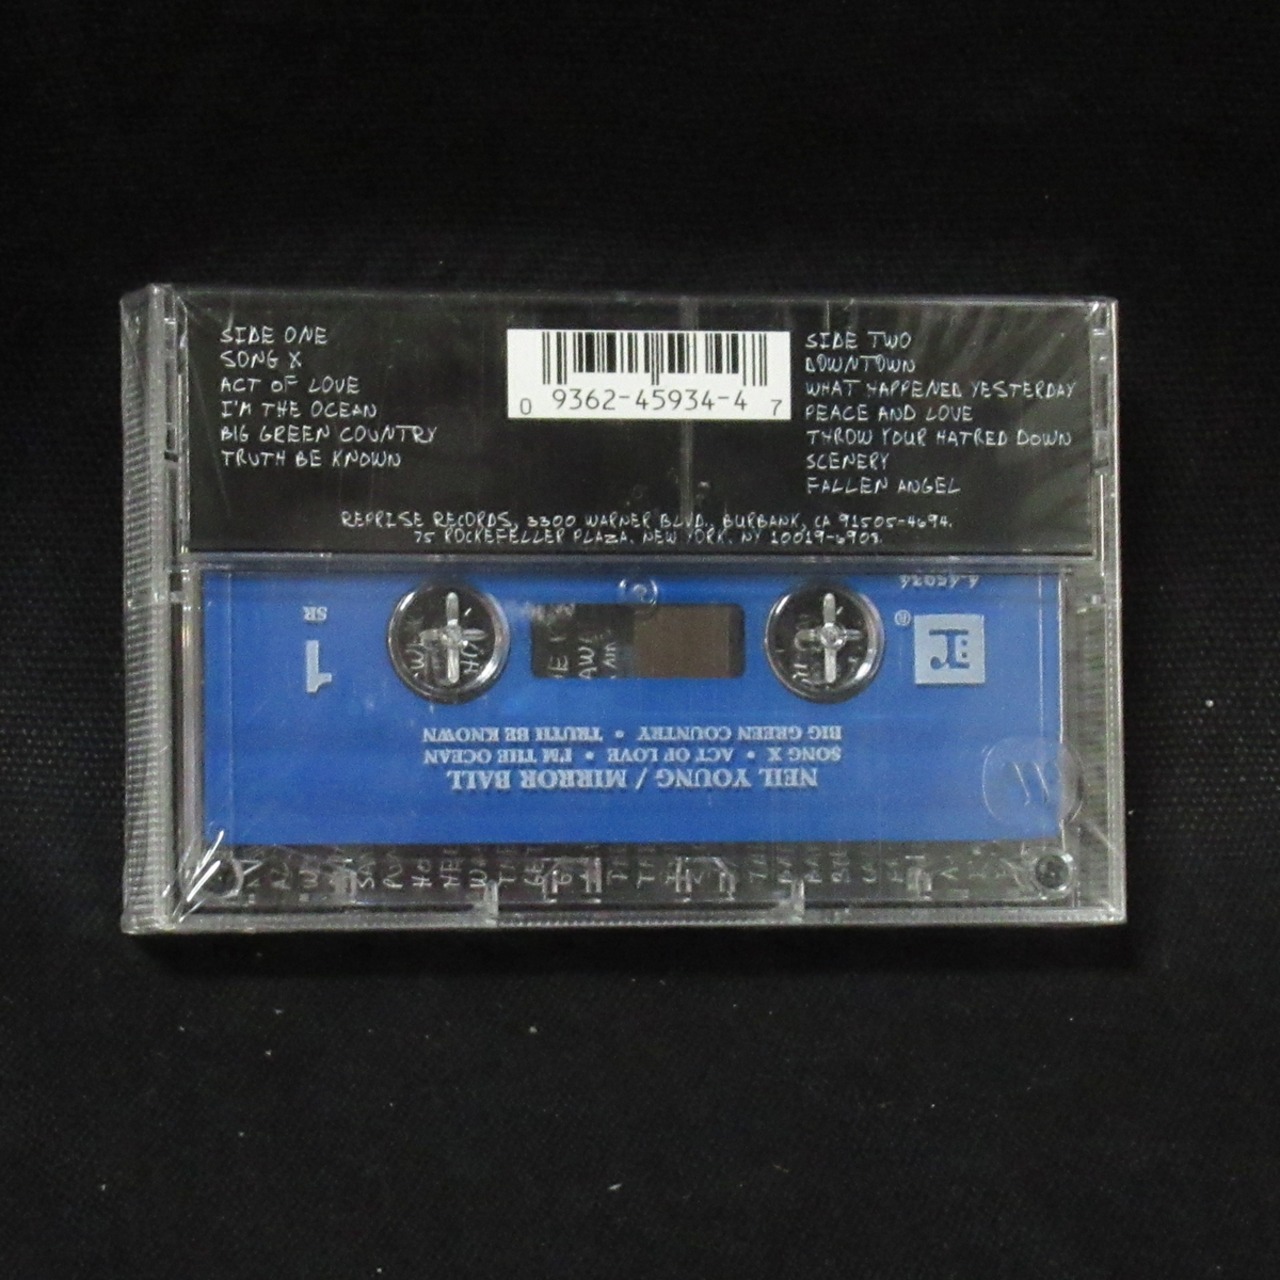 SIDE ONE
SONG X
ACT OF LOVE
I'M THE OCEAN
BIG GREEN COUNTRY
TRUTH BE KNOWN
0 9362-45934-4 7
SIDE TWO
DOWNTOWN
WHAT HAPPENED YESTERDAY
PEACE AND LOVE
THROW YOUR HATRED DOWN
SCENERY
FALLEN ANGEL
REPRISE RECORDS, 3300 WARNER BLVD., BURBANK, CA 91505-4694.
75 ROCKEFELLER PLAZA, NEW YORK, NY 10019-6908.
NEIL YOUNG / MIRROR BALL
SONG X • ACT OF LOVE • I'M THE OCEAN
BIG GREEN COUNTRY • TRUTH BE KNOWN
1
SR
r:
®
4-45934